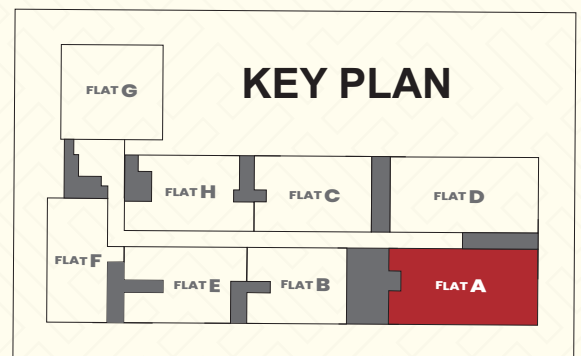 KEY PLAN
FLAT G
FLAT H
FLAT C
FLAT D
FLAT F
FLAT E
FLAT B
FLAT A